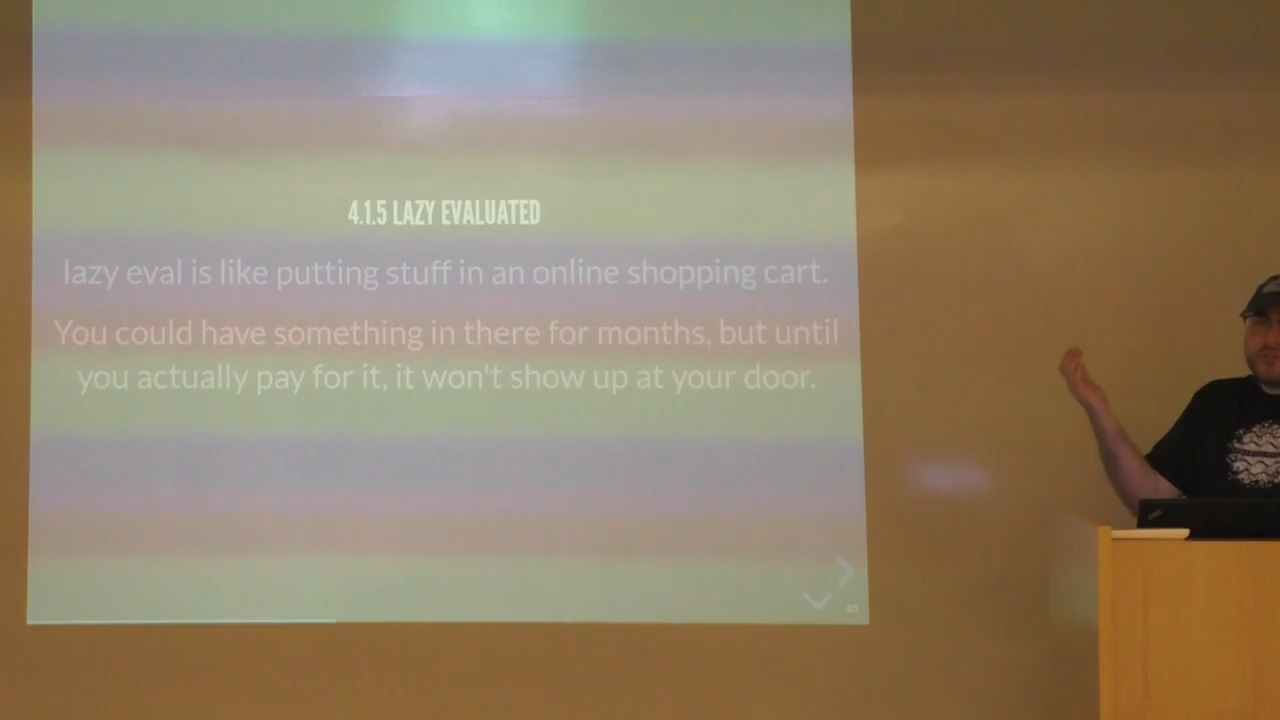 4.1.5 LAZY EVALUATED
lazy eval is like putting stuff in an online shopping cart.
You could have something in there for months, but until
you actually pay for it, it won't show up at your door.